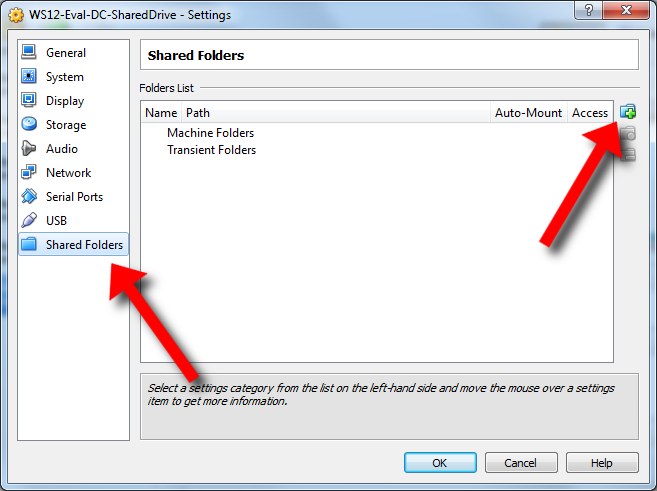 WS12-Eval-DC-SharedDrive - Settings
General
System
Display
Storage
Audio
Network
Serial Ports
USB
Shared Folders
Shared Folders
Folders List
Name Path Auto-Mount Access
Machine Folders
Transient Folders
Select a settings category from the list on the left-hand side and move the mouse over a settings
item to get more information.
OK Cancel Help